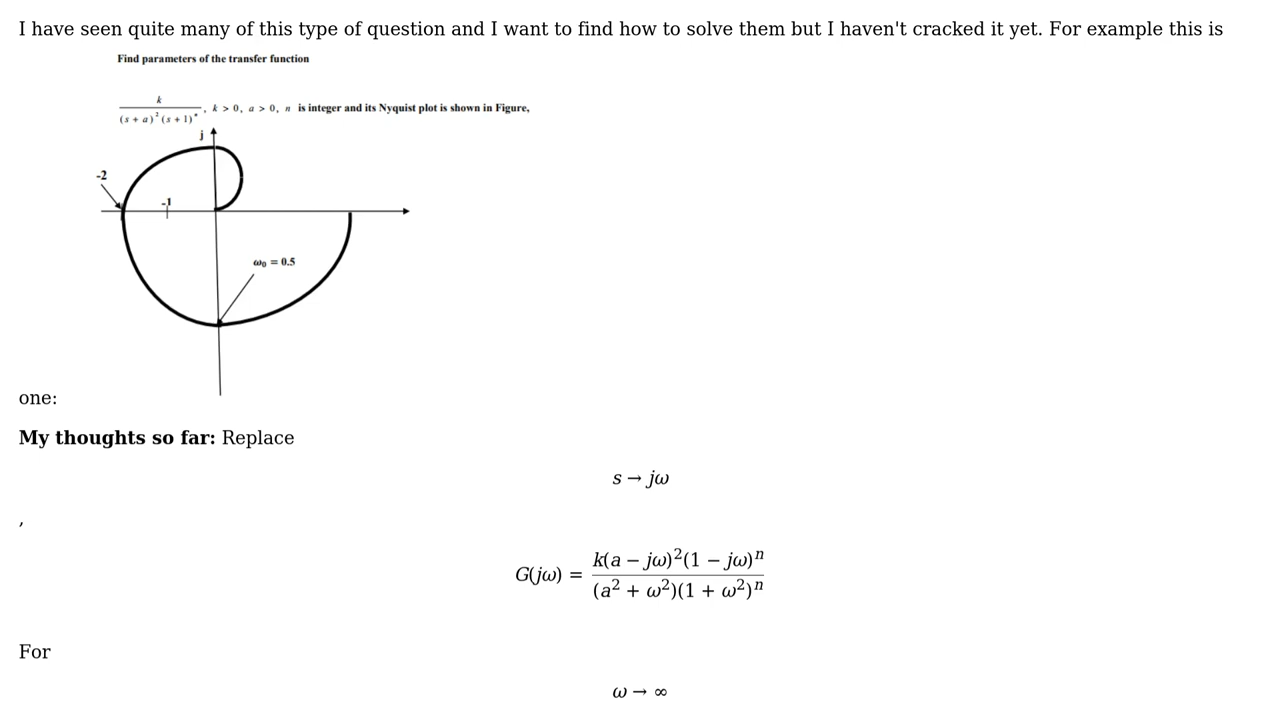 I have seen quite many of this type of question and I want to find how to solve them but I haven't cracked it yet. For example this is
Find parameters of the transfer function
k
(s + a)² (s + 1)ⁿ , k > 0, a > 0, n is integer and its Nyquist plot is shown in Figure,
j
-2
-1
ω₀ = 0.5
one:
My thoughts so far: Replace
s → jω
,
G(jω) = k(a − jω)²(1 − jω)ⁿ
(a² + ω²)(1 + ω²)ⁿ
For
ω → ∞